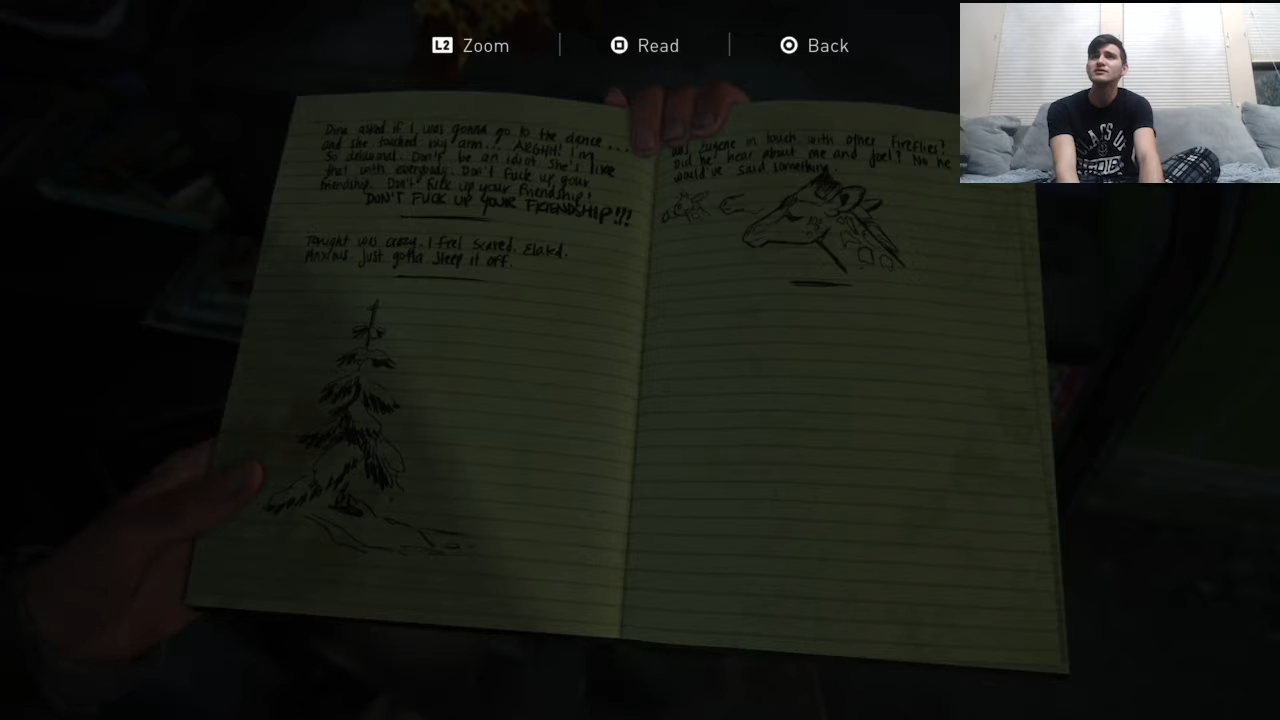 L2 Zoom
Read
Back
Dina asked if I was gonna go to the dance...
and she touched my arm... ARGHH! I'm
so deluded. Don't be an idiot she's like
that with everybody. Don't fuck up your
friendship. Don't fuck up your friendship!
DON'T FUCK UP YOUR FRIENDSHIP!!!
Tonight was crazy. I feel scared. Elated.
Anxious. Just gotta sleep it off.
was Eugene in touch with other Fireflies?
Did he hear about me and Joel? No he
would've said something.